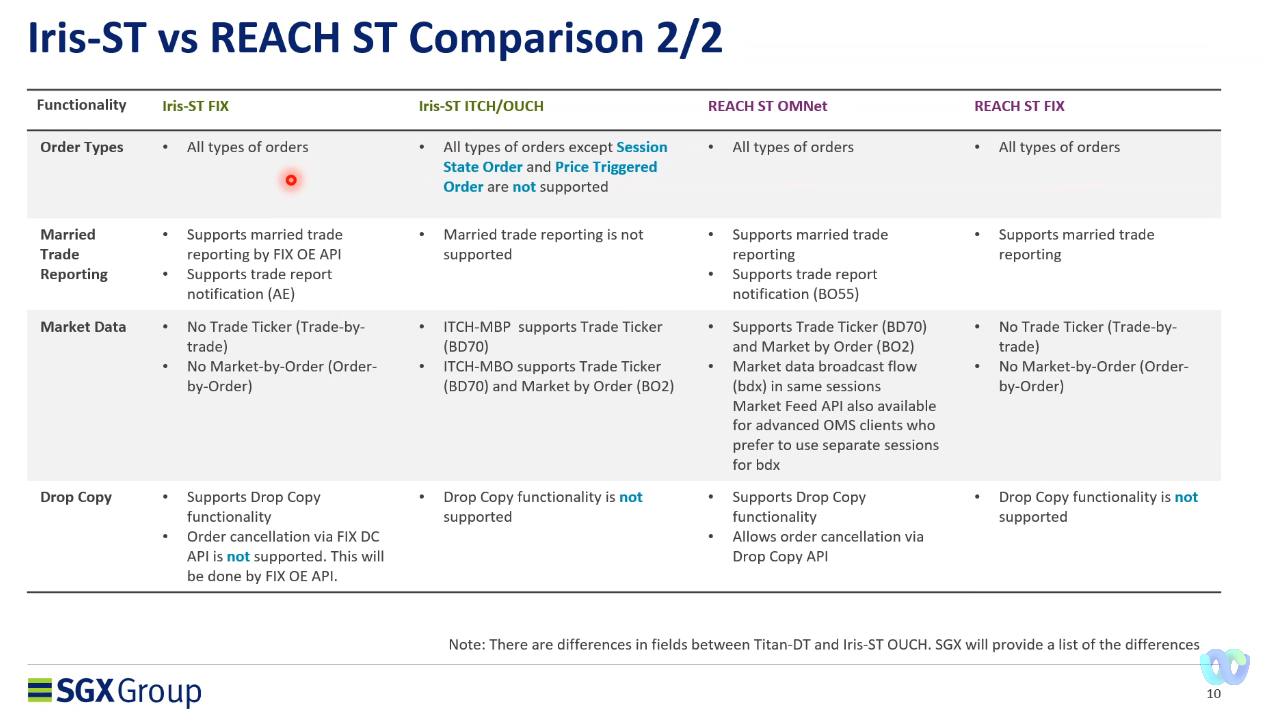 Iris-ST vs REACH ST Comparison 2/2
Functionality
Iris-ST FIX
Iris-ST ITCH/OUCH
REACH ST OMNet
REACH ST FIX
Order Types
• All types of orders
• All types of orders except Session
State Order and Price Triggered
Order are not supported
• All types of orders
• All types of orders
Married
Trade
Reporting
• Supports married trade
reporting by FIX OE API
• Supports trade report
notification (AE)
• Married trade reporting is not
supported
• Supports married trade
reporting
• Supports trade report
notification (BO55)
• Supports married trade
reporting
Market Data
• No Trade Ticker (Trade-by-
trade)
• No Market-by-Order (Order-
by-Order)
• ITCH-MBP supports Trade Ticker
(BD70)
• ITCH-MBO supports Trade Ticker
(BD70) and Market by Order (BO2)
• Supports Trade Ticker (BD70)
and Market by Order (BO2)
• Market data broadcast flow
(bdx) in same sessions
Market Feed API also available
for advanced OMS clients who
prefer to use separate sessions
for bdx
• No Trade Ticker (Trade-by-
trade)
• No Market-by-Order (Order-
by-Order)
Drop Copy
• Supports Drop Copy
functionality
• Order cancellation via FIX DC
API is not supported. This will
be done by FIX OE API.
• Drop Copy functionality is not
supported
• Supports Drop Copy
functionality
• Allows order cancellation via
Drop Copy API
• Drop Copy functionality is not
supported
Note: There are differences in fields between Titan-DT and Iris-ST OUCH. SGX will provide a list of the differences
SGX Group
10